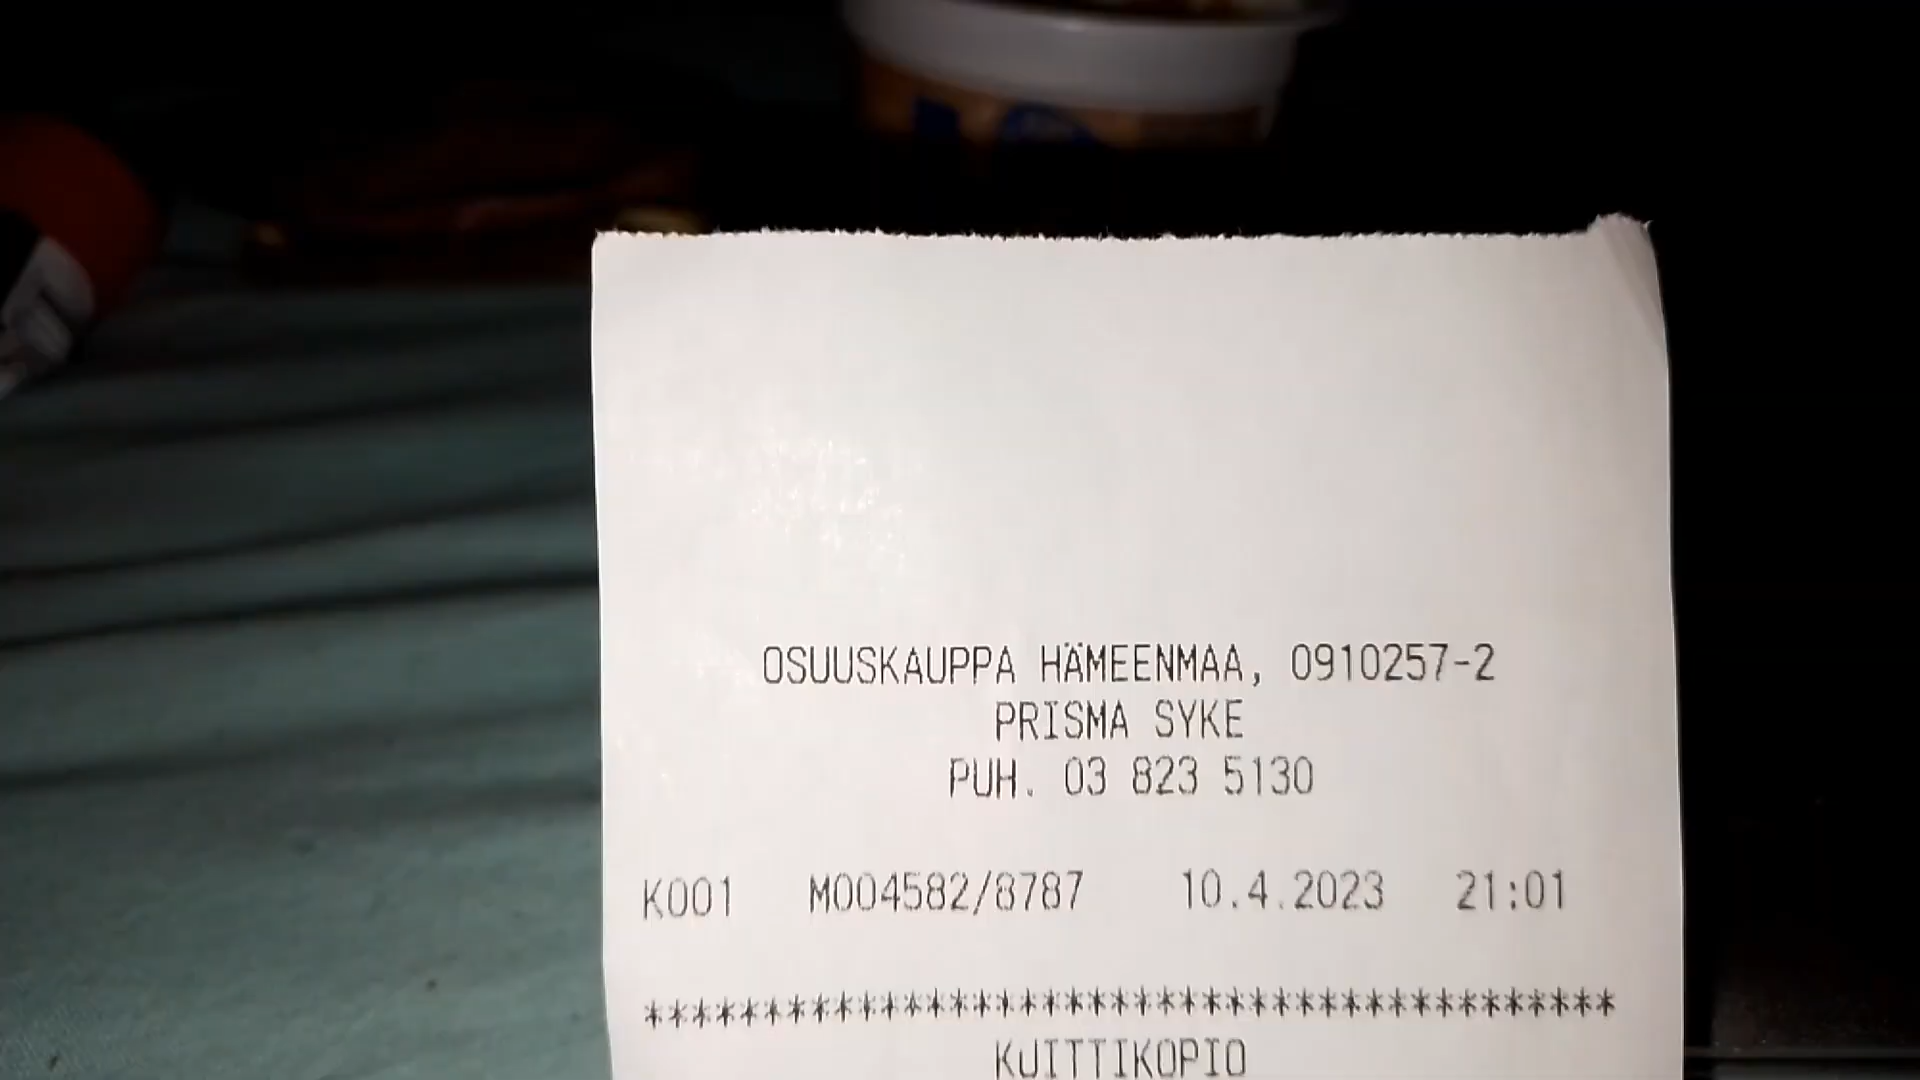 OSUUSKAUPPA HÄMEENMAA, 0910257-2
PRISMA SYKE
PUH. 03 823 5130
K001 M004582/8787 10.4.2023 21:01
*****************************************
KUITTIKOPIO